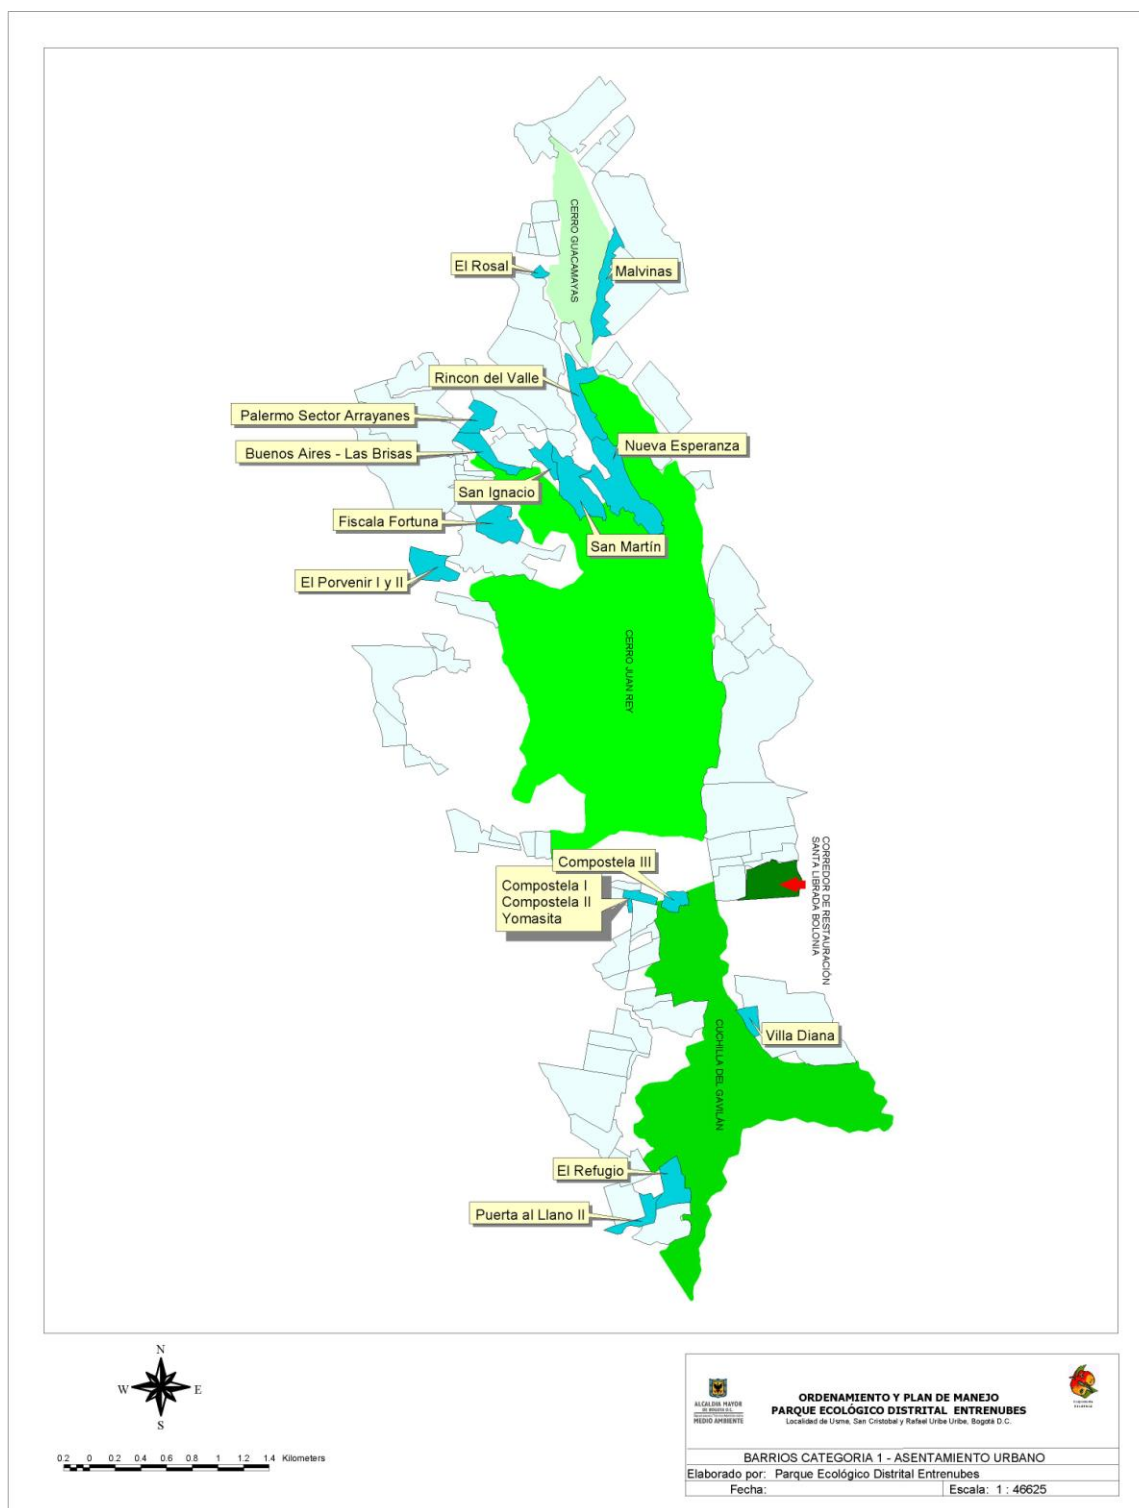 CERRO GUACAMAYAS
El Rosal
Malvinas
Rincon del Valle
Palermo Sector Arrayanes
Nueva Esperanza
Buenos Aires - Las Brisas
San Ignacio
Fiscala Fortuna
San Martín
El Porvenir I y II
CERRO JUAN REY
CORREDOR DE RESTAURACIÓN
SANTA LIBRADA BOLONIA
Compostela III
Compostela I
Compostela II
Yomasita
CUCHILLA DEL GAVILÁN
Villa Diana
El Refugio
Puerta al Llano II
N
W E
S
0.2 0 0.2 0.4 0.6 0.8 1 1.2 1.4 Kilometers
ALCALDIA MAYOR
DE BOGOTA D.C.
MEDIO AMBIENTE
ORDENAMIENTO Y PLAN DE MANEJO
PARQUE ECOLÓGICO DISTRITAL ENTRENUBES
Localidad de Usme, San Cristobal y Rafael Uribe Uribe, Bogotá D.C.
BARRIOS CATEGORIA 1 - ASENTAMIENTO URBANO
Elaborado por: Parque Ecológico Distrital Entrenubes
Fecha:
Escala: 1 : 46625